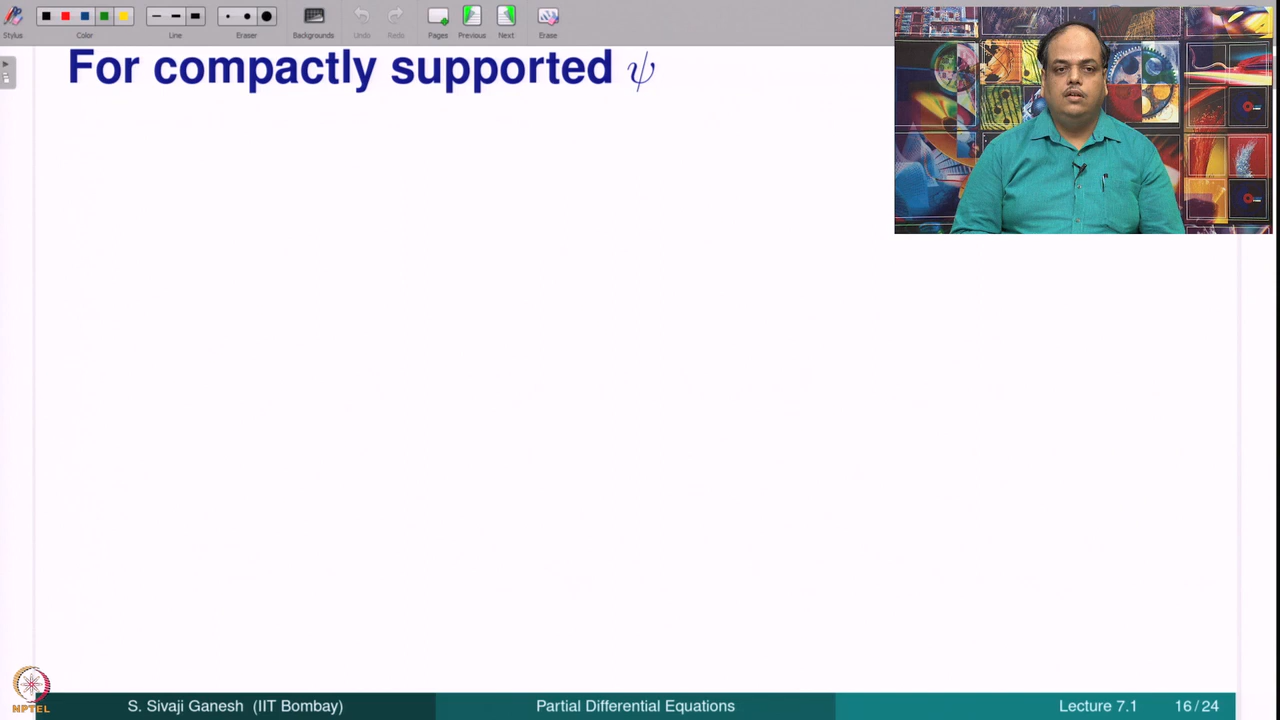 Stylus
Color
Line
Eraser
Backgrounds
Undo
Redo
Pages
Previous
Next
Erase
For compactly supported ψ
NPTEL
S. Sivaji Ganesh (IIT Bombay)
Partial Differential Equations
Lecture 7.1
16 / 24